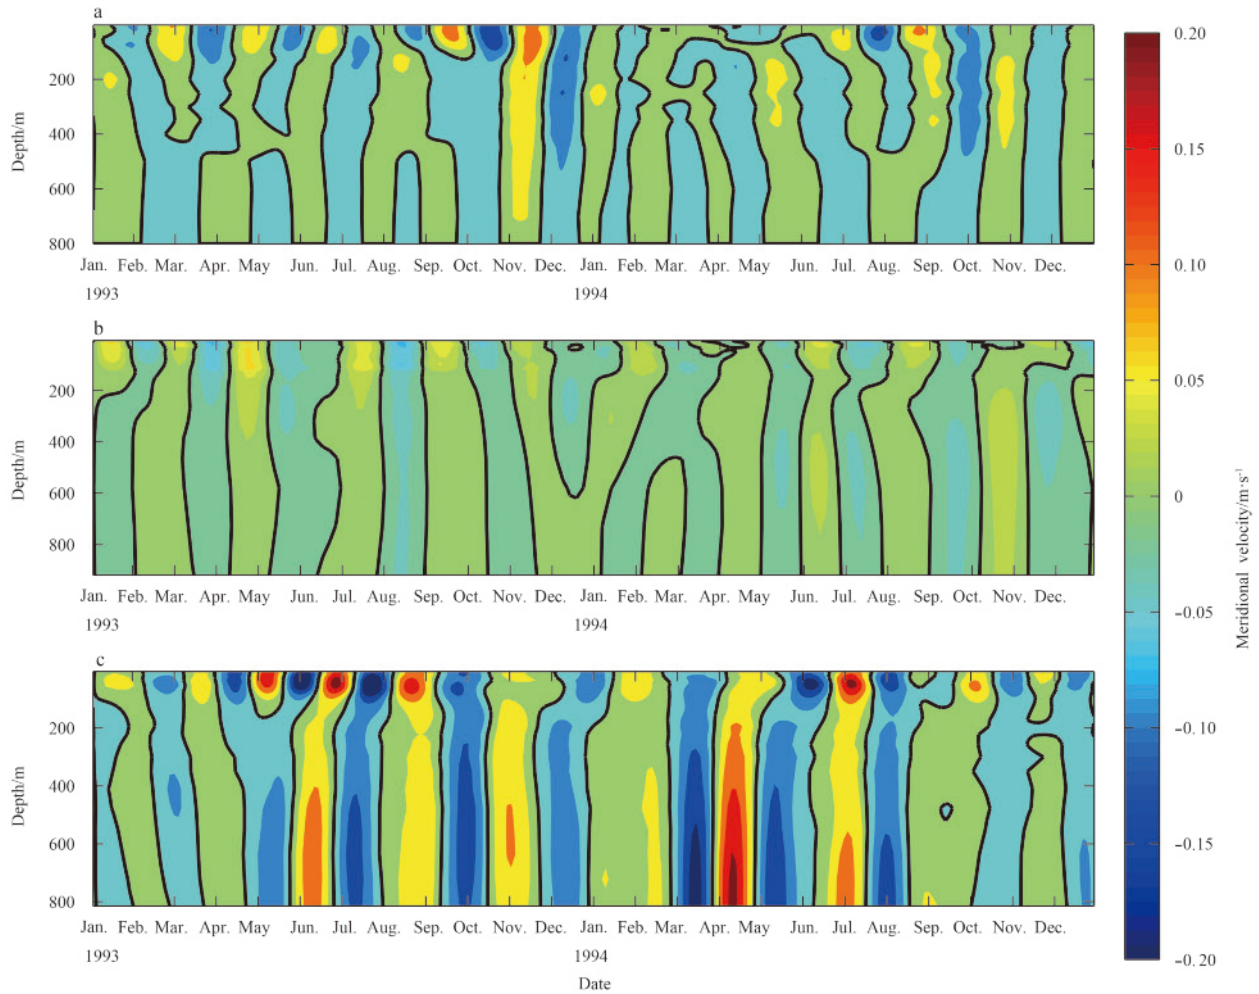 a
0.20
0.15
0.10
0.05
0
-0.05
-0.10
-0.15
-0.20
Meridional velocity/m·s⁻¹
Depth/m
200
400
600
800
Jan. Feb. Mar. Apr. May Jun. Jul. Aug. Sep. Oct. Nov. Dec. Jan. Feb. Mar. Apr. May Jun. Jul. Aug. Sep. Oct. Nov. Dec.
1993 1994
b
Depth/m
200
400
600
800
Jan. Feb. Mar. Apr. May Jun. Jul. Aug. Sep. Oct. Nov. Dec. Jan. Feb. Mar. Apr. May Jun. Jul. Aug. Sep. Oct. Nov. Dec.
1993 1994
c
Depth/m
200
400
600
800
Jan. Feb. Mar. Apr. May Jun. Jul. Aug. Sep. Oct. Nov. Dec. Jan. Feb. Mar. Apr. May Jun. Jul. Aug. Sep. Oct. Nov. Dec.
1993 1994
Date